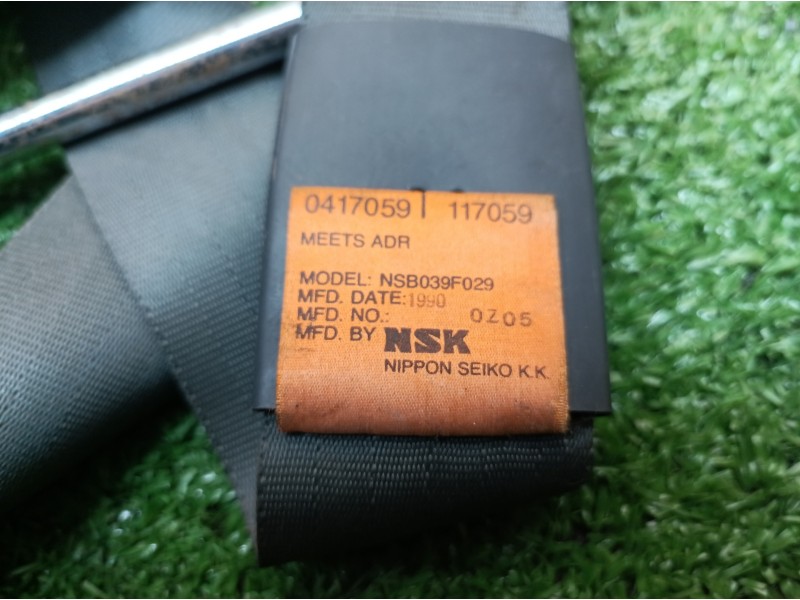 0417059 117059
MEETS ADR
MODEL: NSB039F029
MFD. DATE:1990
MFD. NO.: 0Z05
MFD. BY NSK
NIPPON SEIKO K.K.